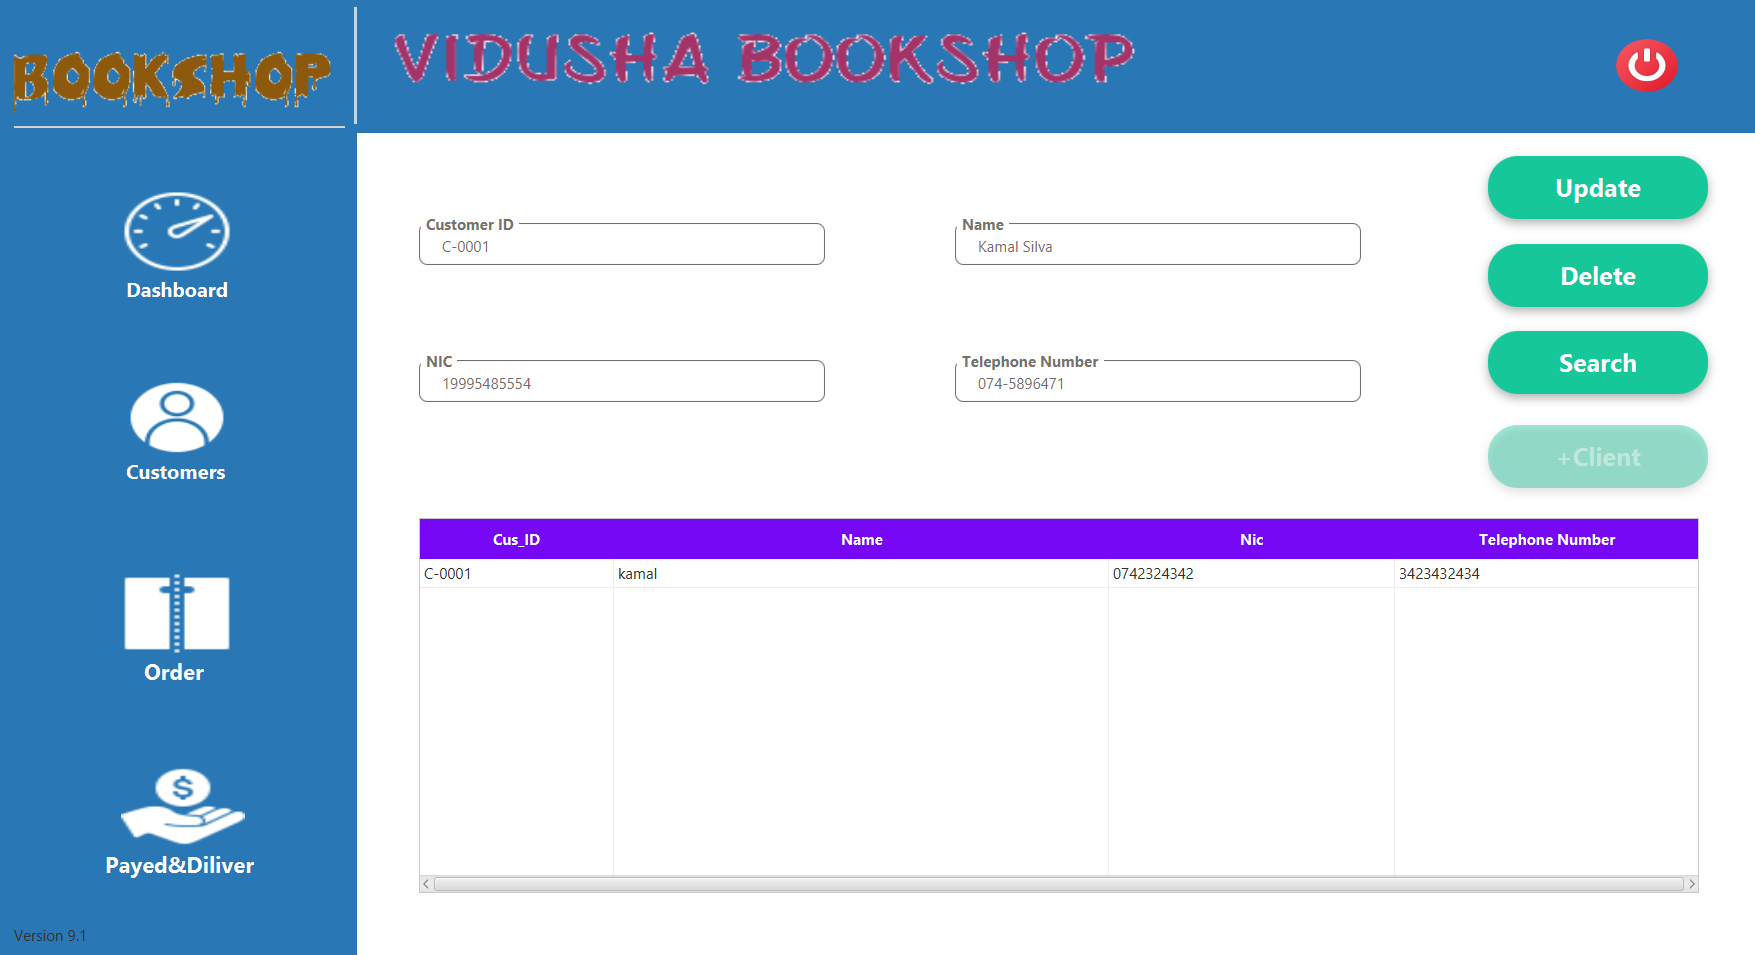 BOOKSHOP
VIDUSHA BOOKSHOP
Dashboard
Customers
Order
$
Payed&Diliver
Version 9.1
Customer ID
C-0001
Name
Kamal Silva
NIC
19995485554
Telephone Number
074-5896471
Update
Delete
Search
+Client
Cus_ID Name Nic Telephone Number
C-0001 kamal 0742324342 3423432434